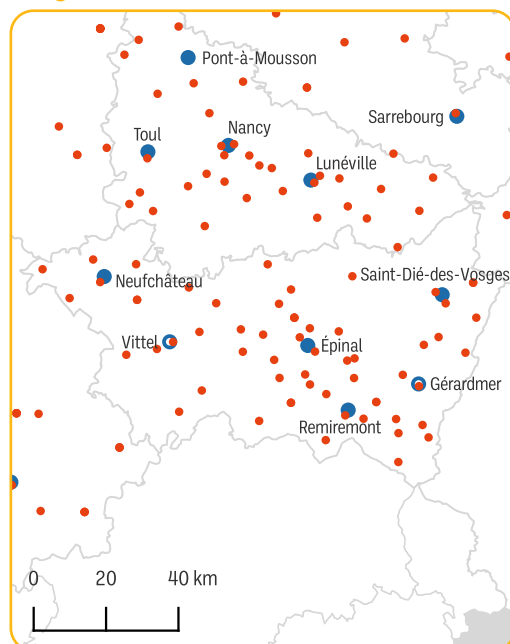 Pont-à-Mousson
Sarrebourg
Nancy
Toul
Lunéville
Saint-Dié-des-Vosges
Neufchâteau
Vittel
Épinal
Gérardmer
Remiremont
0 20 40 km